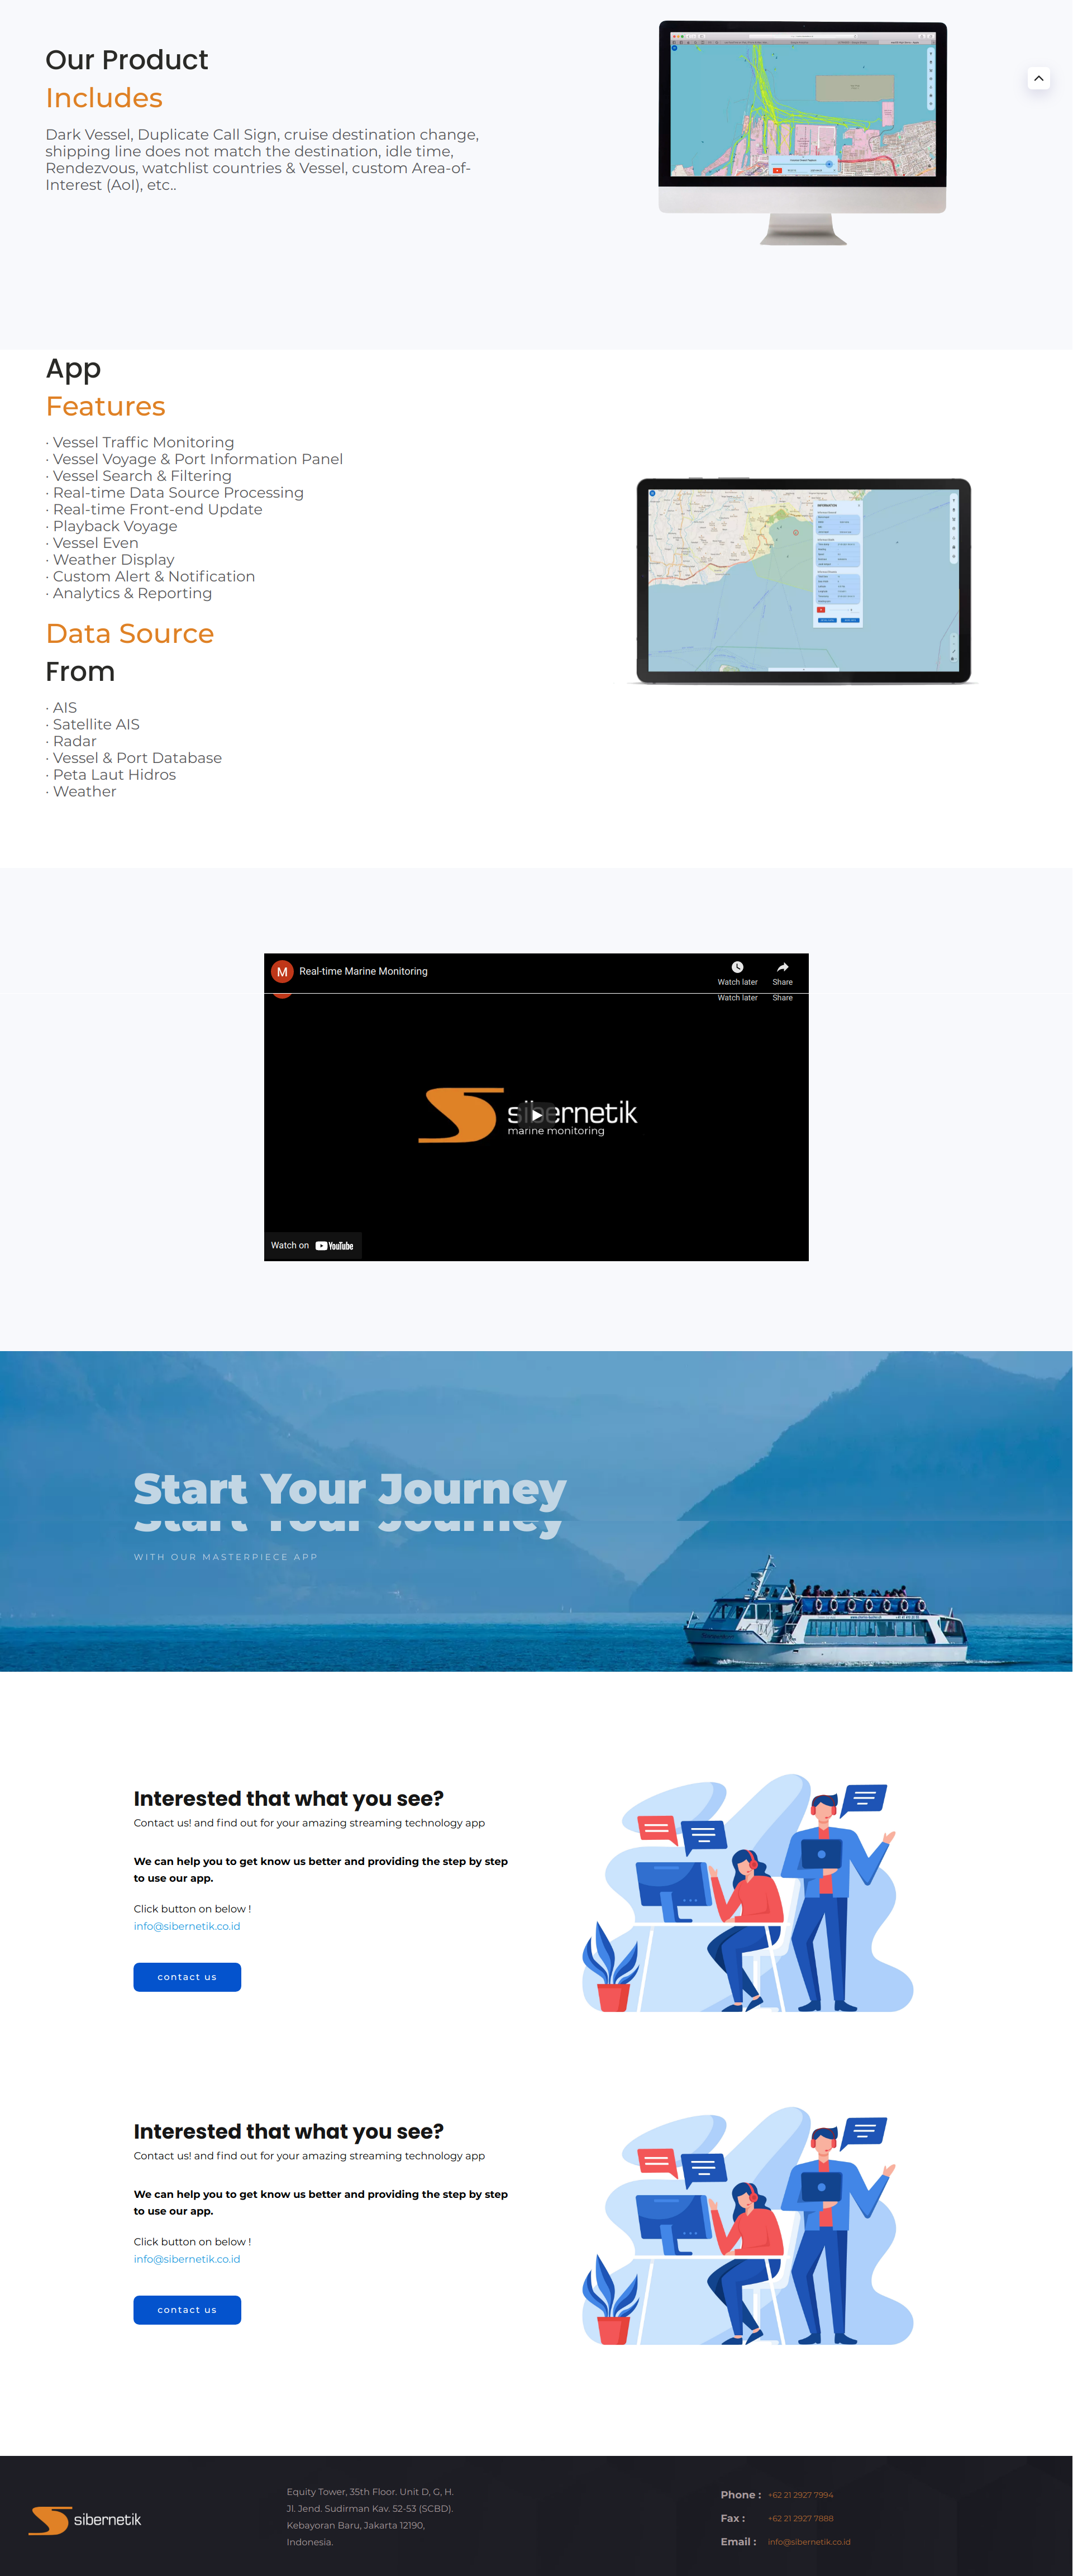 Our Product
Includes
Dark Vessel, Duplicate Call Sign, cruise destination change,
shipping line does not match the destination, idle time,
Rendezvous, watchlist countries & Vessel, custom Area-of-
Interest (AoI), etc..
App
Features
· Vessel Traffic Monitoring
· Vessel Voyage & Port Information Panel
· Vessel Search & Filtering
· Real-time Data Source Processing
· Real-time Front-end Update
· Playback Voyage
· Vessel Even
· Weather Display
· Custom Alert & Notification
· Analytics & Reporting
INFORMATION
Data Source
From
· AIS
· Satellite AIS
· Radar
· Vessel & Port Database
· Peta Laut Hidros
· Weather
M Real-time Marine Monitoring
Watch later Share
Watch later Share
sibernetik
marine monitoring
Watch on YouTube
Start Your Journey
Start Your Journey
WITH OUR MASTERPIECE APP
Interested that what you see?
Contact us! and find out for your amazing streaming technology app
We can help you to get know us better and providing the step by step
to use our app.
Click button on below !
info@sibernetik.co.id
contact us
Interested that what you see?
Contact us! and find out for your amazing streaming technology app
We can help you to get know us better and providing the step by step
to use our app.
Click button on below !
info@sibernetik.co.id
contact us
sibernetik
Equity Tower, 35th Floor. Unit D, G, H.
Jl. Jend. Sudirman Kav. 52-53 (SCBD).
Kebayoran Baru, Jakarta 12190,
Indonesia.
Phone : +62 21 2927 7994
Fax : +62 21 2927 7888
Email : info@sibernetik.co.id